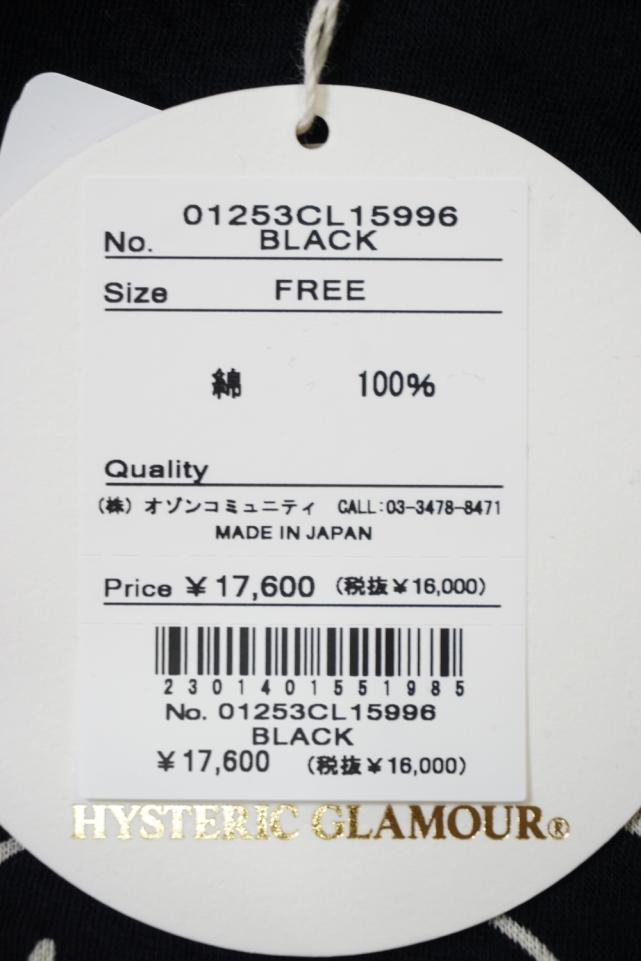 01253CL15996
No. BLACK
Size FREE
綿 100%
Quality
(株) オゾンコミュニティ CALL:03-3478-8471
MADE IN JAPAN
Price ¥17,600 (税抜¥16,000)
2301401551985
No. 01253CL15996
BLACK
¥17,600 (税抜¥16,000)
HYSTERIC GLAMOUR®